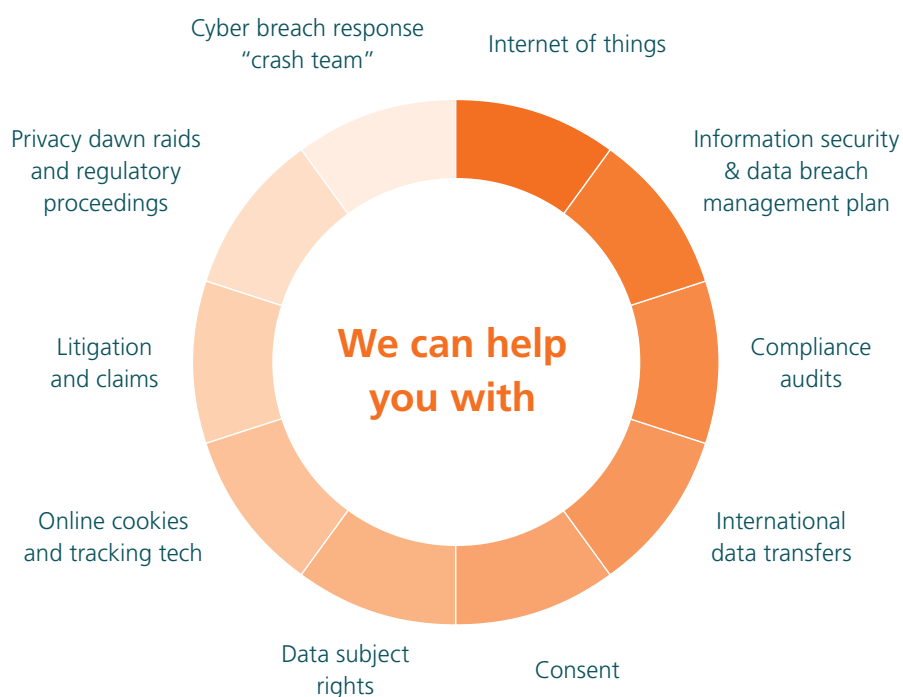 Cyber breach response
“crash team”
Internet of things
Privacy dawn raids
and regulatory
proceedings
Information security
& data breach
management plan
Litigation
and claims
We can help
you with
Compliance
audits
Online cookies
and tracking tech
International
data transfers
Data subject
rights
Consent